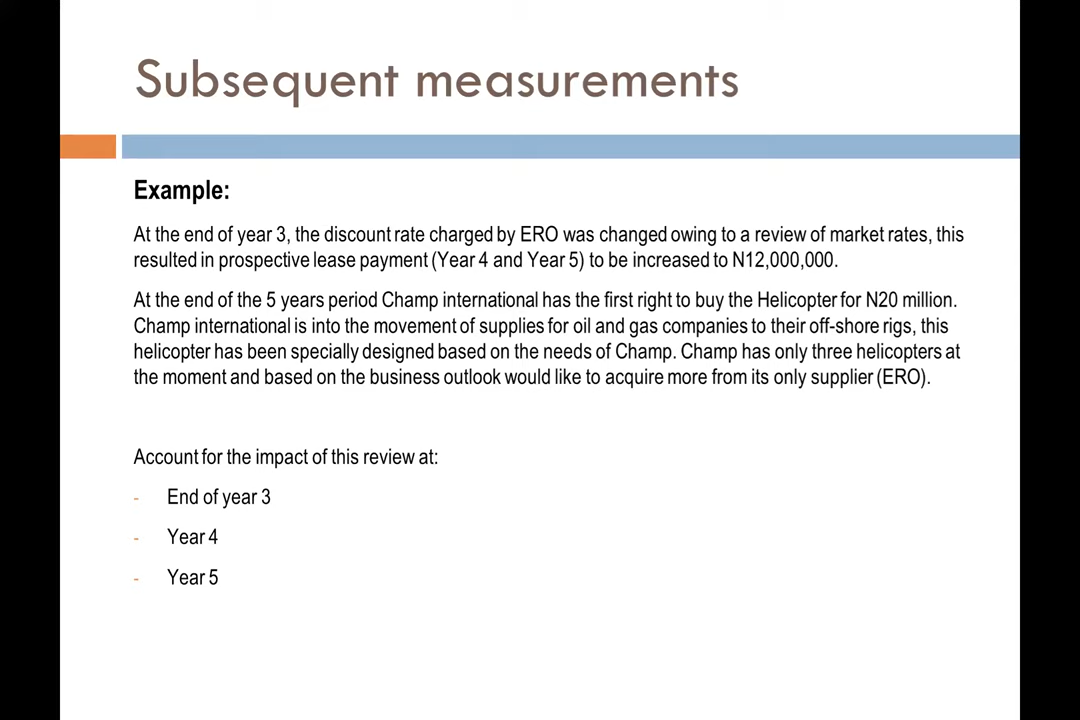 Subsequent measurements
Example:
At the end of year 3, the discount rate charged by ERO was changed owing to a review of market rates, this
resulted in prospective lease payment (Year 4 and Year 5) to be increased to N12,000,000.
At the end of the 5 years period Champ international has the first right to buy the Helicopter for N20 million.
Champ international is into the movement of supplies for oil and gas companies to their off-shore rigs, this
helicopter has been specially designed based on the needs of Champ. Champ has only three helicopters at
the moment and based on the business outlook would like to acquire more from its only supplier (ERO).
Account for the impact of this review at:
- End of year 3
- Year 4
- Year 5